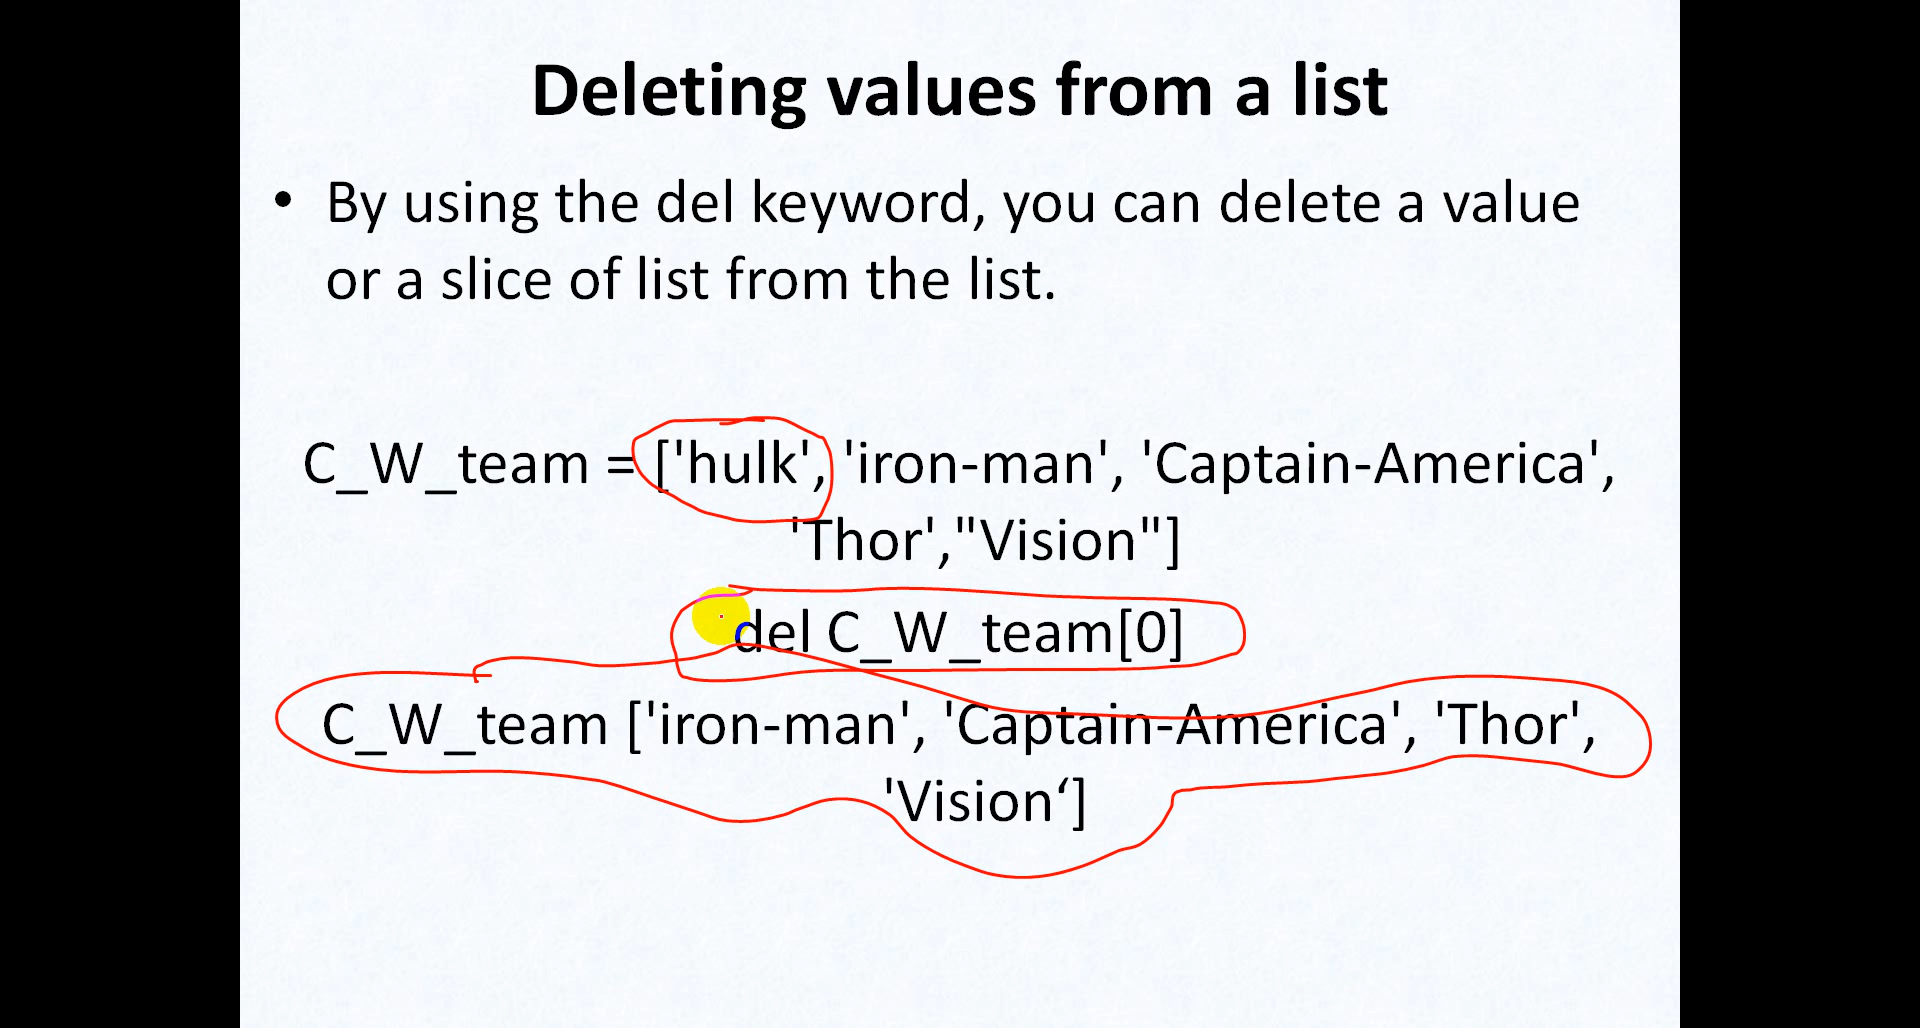 Deleting values from a list
• By using the del keyword, you can delete a value
or a slice of list from the list.
C_W_team = ['hulk', 'iron-man', 'Captain-America',
'Thor',"Vision"]
del C_W_team[0]
C_W_team ['iron-man', 'Captain-America', 'Thor',
'Vision‘]